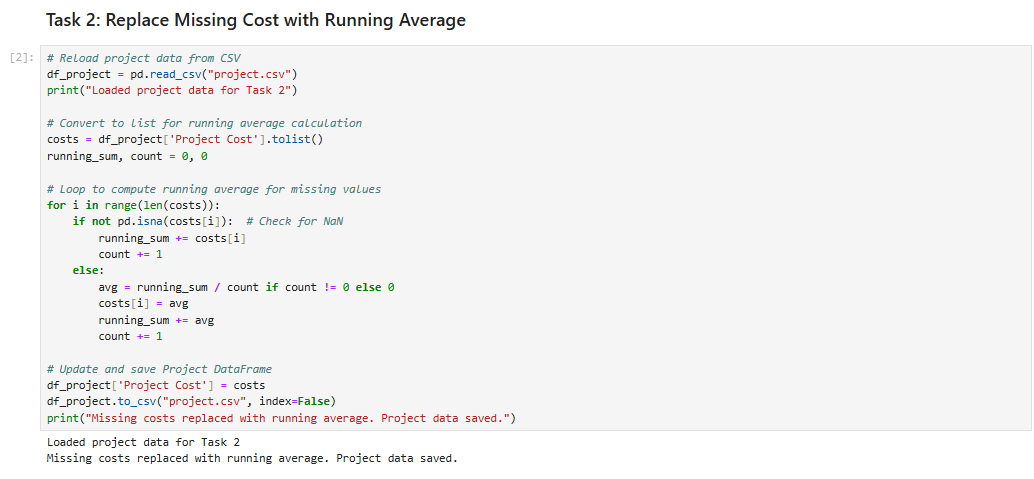 Task 2: Replace Missing Cost with Running Average
[2]:
# Reload project data from CSV
df_project = pd.read_csv("project.csv")
print("Loaded project data for Task 2")
# Convert to list for running average calculation
costs = df_project['Project Cost'].tolist()
running_sum, count = 0, 0
# Loop to compute running average for missing values
for i in range(len(costs)):
    if not pd.isna(costs[i]):  # Check for NaN
        running_sum += costs[i]
        count += 1
    else:
        avg = running_sum / count if count != 0 else 0
        costs[i] = avg
        running_sum += avg
        count += 1
# Update and save Project DataFrame
df_project['Project Cost'] = costs
df_project.to_csv("project.csv", index=False)
print("Missing costs replaced with running average. Project data saved.")
Loaded project data for Task 2
Missing costs replaced with running average. Project data saved.